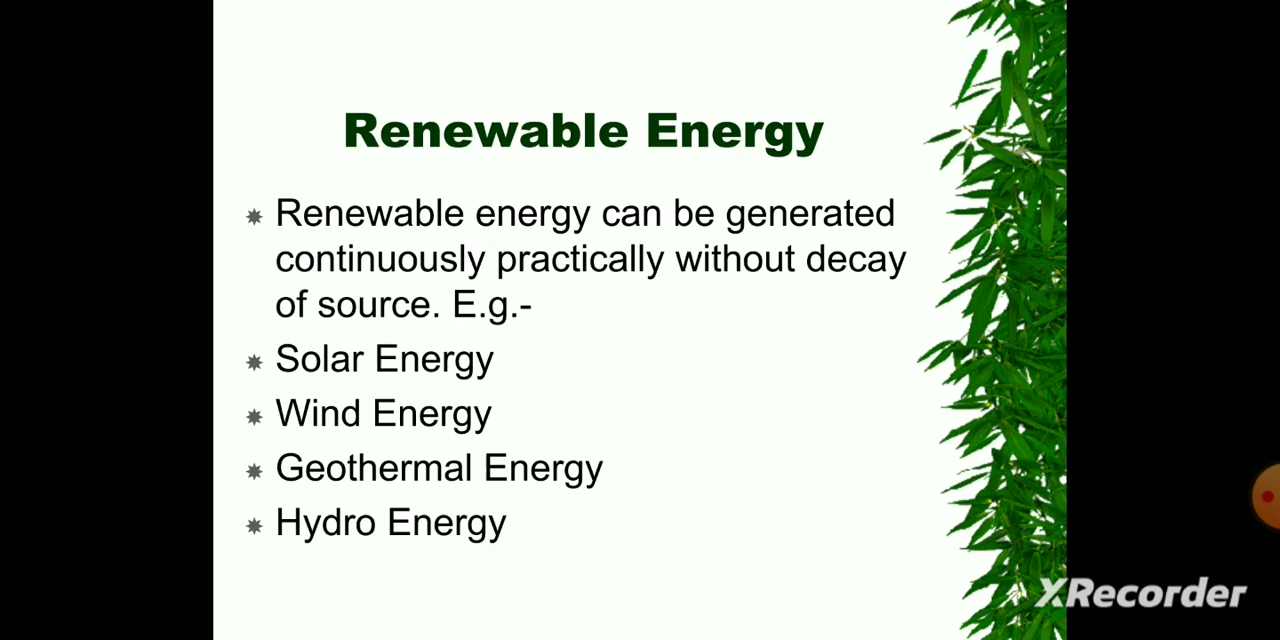 Renewable Energy
Renewable energy can be generated
continuously practically without decay
of source. E.g.-
Solar Energy
Wind Energy
Geothermal Energy
Hydro Energy
XRecorder